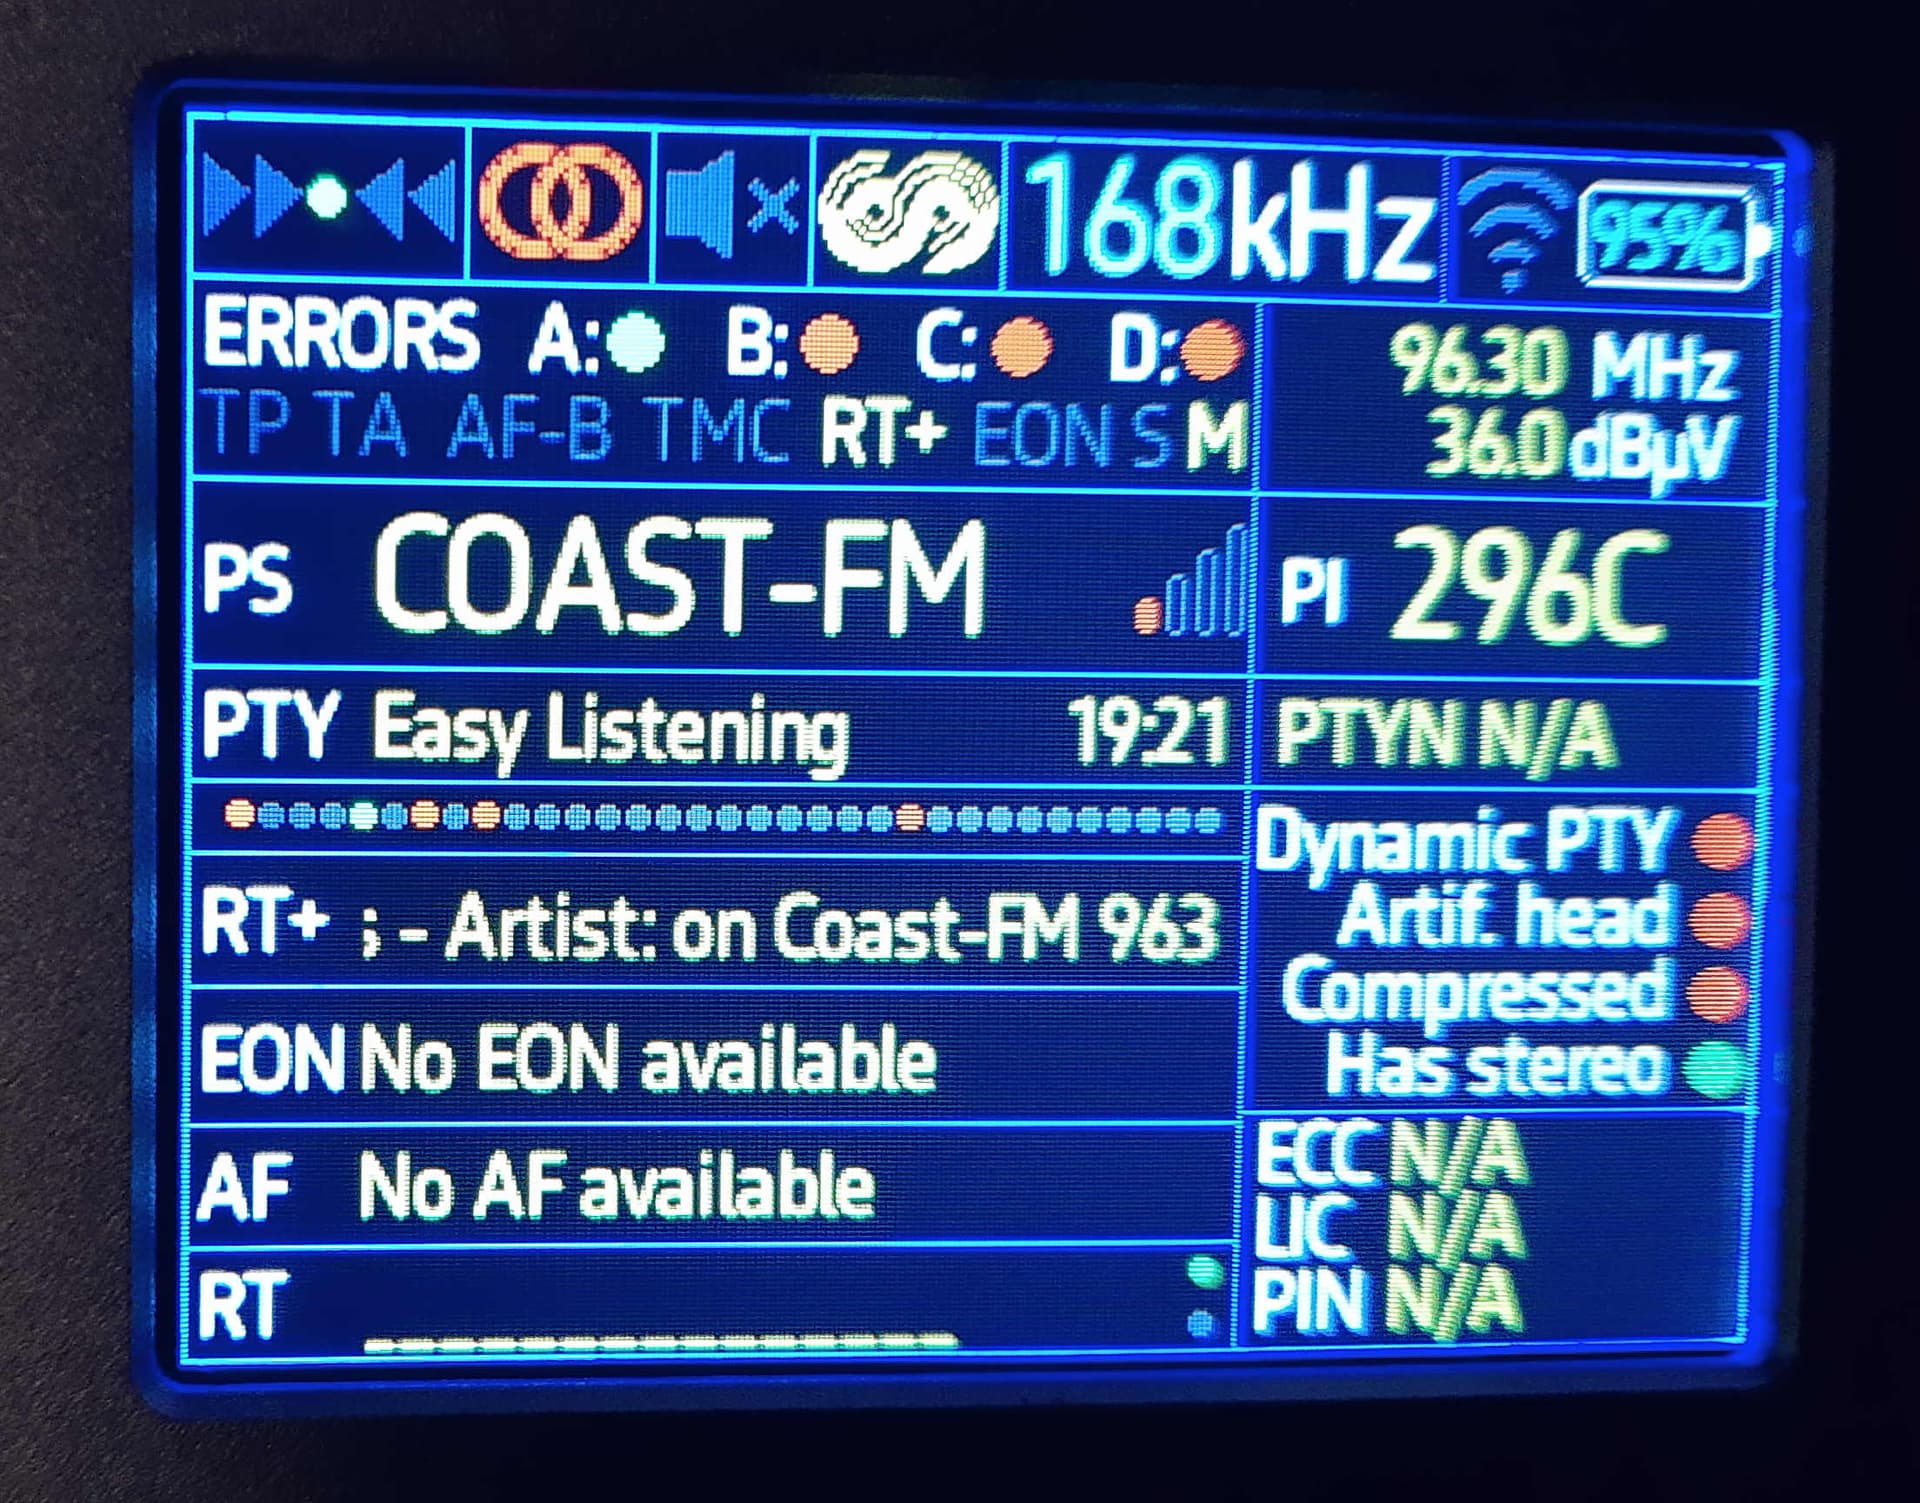 168kHz 95%
ERRORS A: B: C: D:
96.30 MHz
TP TA AF-B TMC RT+ EON S M
36.0 dBµV
PS COAST-FM
PI 296C
PTY Easy Listening 19:21
PTYN N/A
Dynamic PTY
RT+ ; - Artist: on Coast-FM 963
Artif. head
Compressed
EON No EON available
Has stereo
AF No AF available
ECC N/A
LIC N/A
RT
PIN N/A